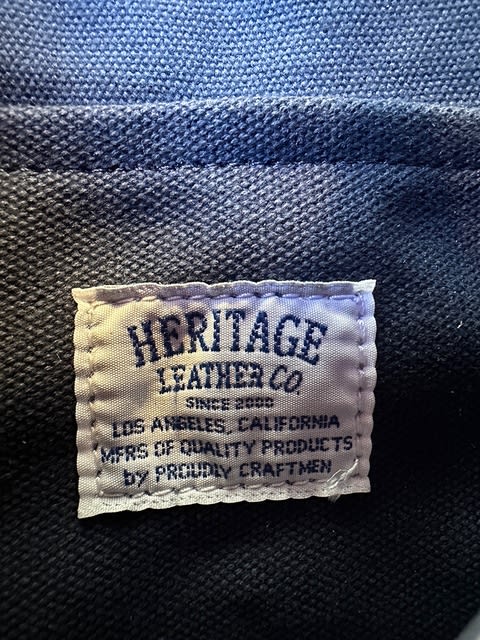 HERITAGE
LEATHER CO.
SINCE 2000
LOS ANGELES, CALIFORNIA
MFRS OF QUALITY PRODUCTS
by PROUDLY CRAFTMEN